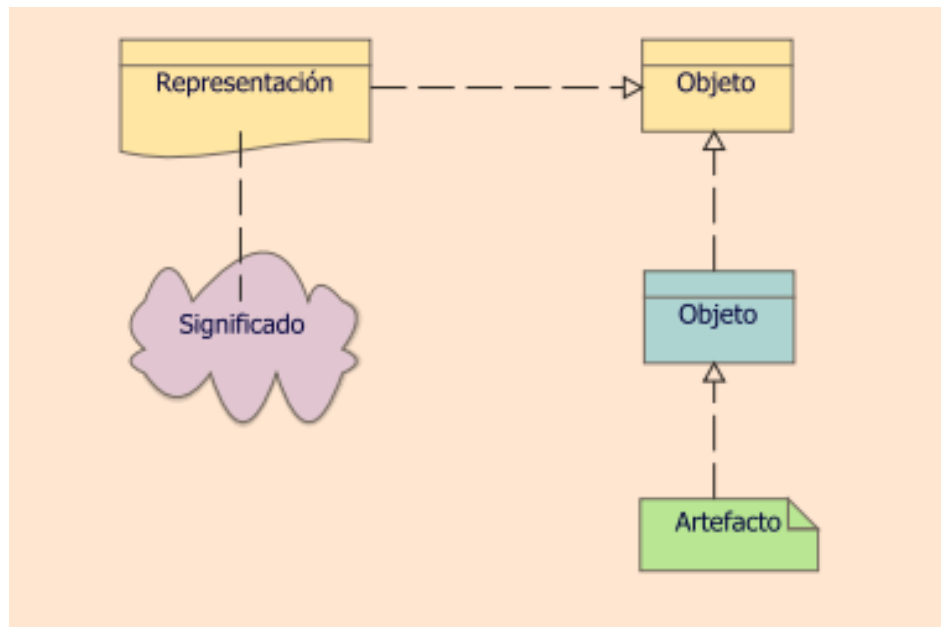 Representación
Objeto
Objeto
Significado
Artefacto